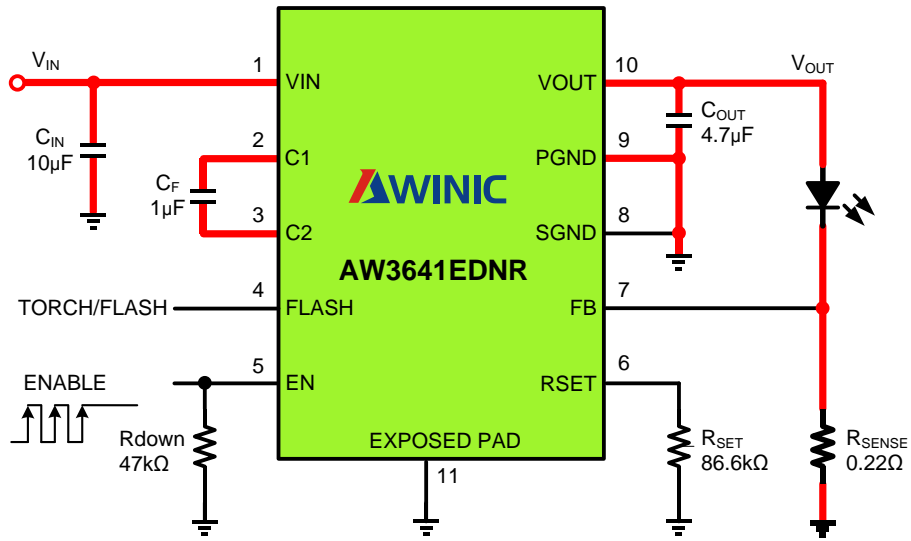 VIN
1
VIN
CIN
10µF
2
C1
CF
1µF
3
C2
TORCH/FLASH
4
FLASH
ENABLE
5
EN
Rdown
47kΩ
AWINIC
AW3641EDNR
EXPOSED PAD
11
10
VOUT
VOUT
COUT
4.7µF
9
PGND
8
SGND
7
FB
6
RSET
RSET
86.6kΩ
RSENSE
0.22Ω